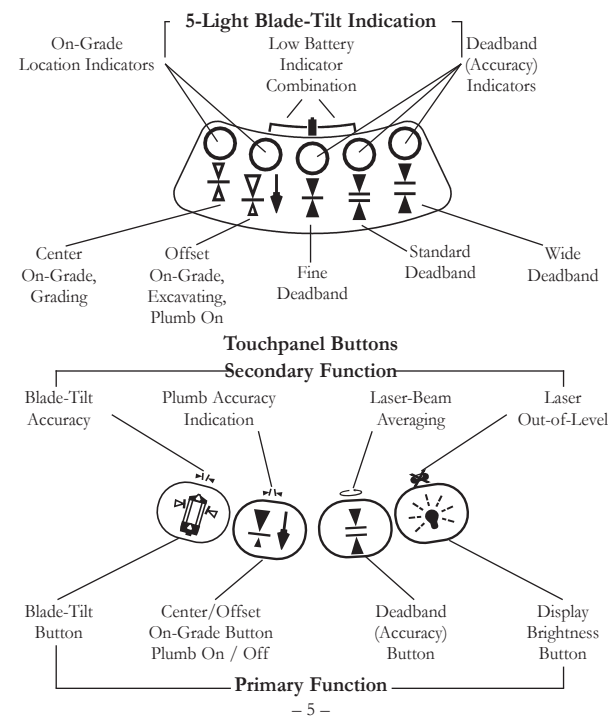 5-Light Blade-Tilt Indication
On-Grade
Location Indicators
Low Battery
Indicator
Combination
Deadband
(Accuracy)
Indicators
Center
On-Grade,
Grading
Offset
On-Grade,
Excavating,
Plumb On
Fine
Deadband
Standard
Deadband
Wide
Deadband
Touchpanel Buttons
Secondary Function
Blade-Tilt
Accuracy
Plumb Accuracy
Indication
Laser-Beam
Averaging
Laser
Out-of-Level
Blade-Tilt
Button
Center/Offset
On-Grade Button
Plumb On / Off
Deadband
(Accuracy)
Button
Display
Brightness
Button
Primary Function
– 5 –